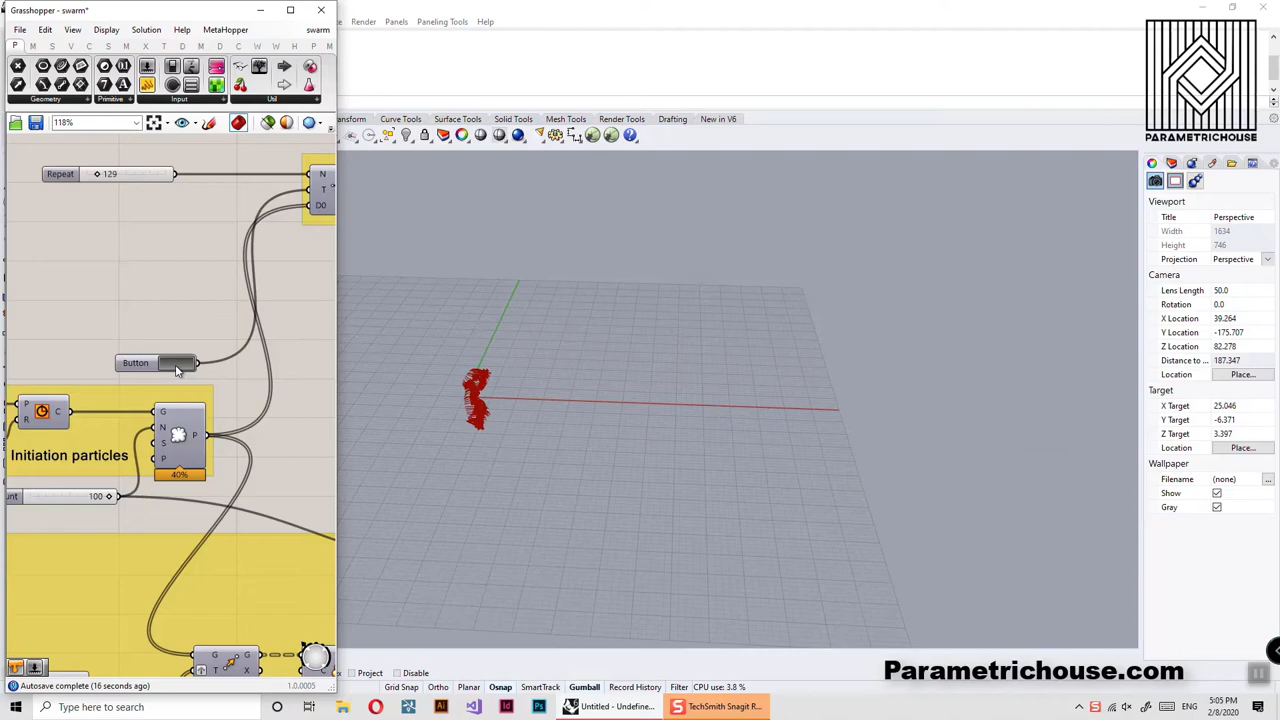 Grasshopper - swarm*
File Edit View Display Solution Help MetaHopper swarm
Render Panels Paneling Tools Help
P M S V C S M I X T D A K C W W H P M
Geometry Primitive Input Util
118%
ansform Curve Tools Surface Tools Solid Tools Mesh Tools Render Tools Drafting New in V6
PARAMETRICHOUSE
Repeat 129
N
T
D0
Button
P C
R
G
N
S P
P
40%
Initiation particles
unt 100
G G
T X
Viewport
Title Perspective
Width 1634
Height 746
Projection Perspective
Camera
Lens Length 50.0
Rotation 0.0
X Location 39.264
Y Location -175.707
Z Location 82.278
Distance to ... 187.347
Location Place...
Target
X Target 25.046
Y Target -6.371
Z Target 3.397
Location Place...
Wallpaper
Filename (none) ...
Show
Gray
Project Disable
Parametrichouse.com
Autosave complete (16 seconds ago) 1.0.0005
Grid Snap Ortho Planar Osnap SmartTrack Gumball Record History Filter CPU use: 3.8 %
Type here to search
Untitled - Undefine...
TechSmith Snagit R...
5:05 PM
2/8/2020